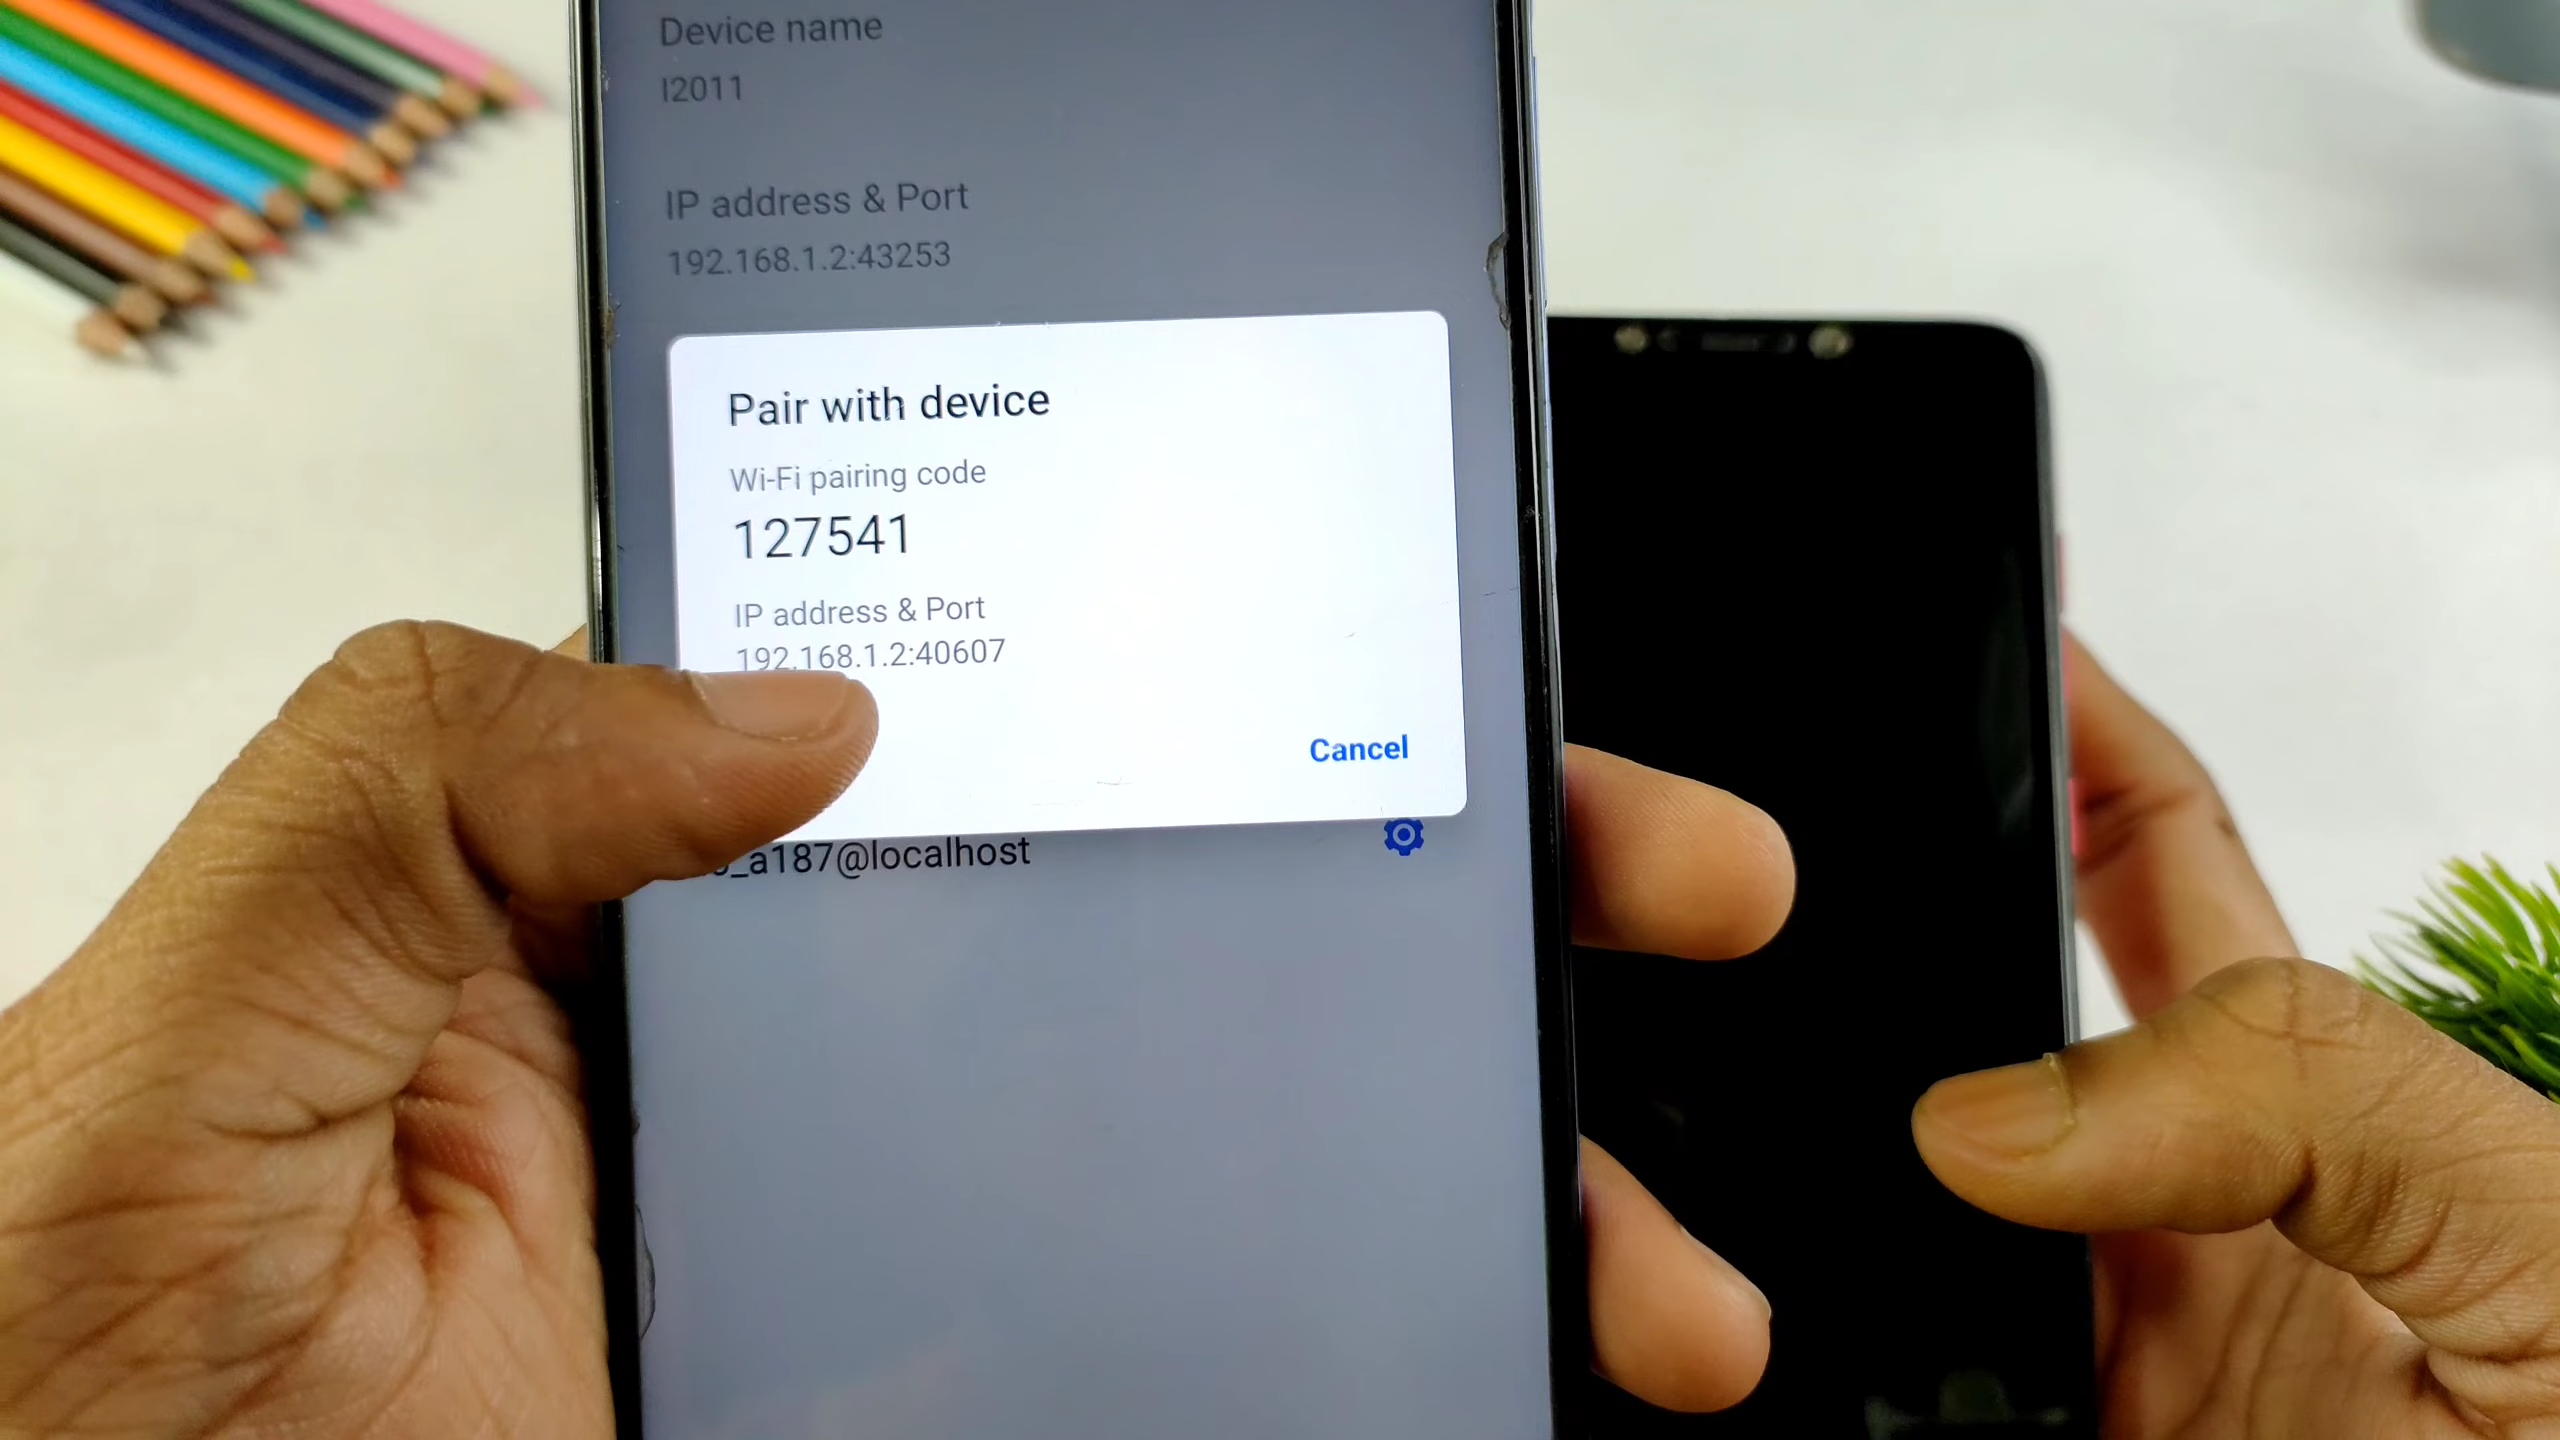 Device name
I2011
IP address & Port
192.168.1.2:43253
Pair with device
Wi-Fi pairing code
127541
IP address & Port
192.168.1.2:40607
Cancel
_a187@localhost